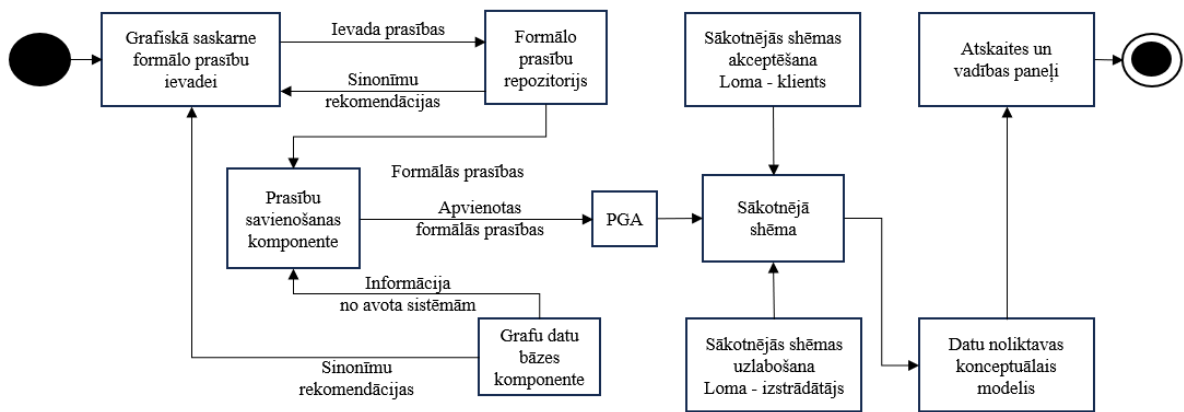 Grafiskā saskarne
formālo prasību
ievadei
Ievada prasības
Sinonīmu
rekomendācijas
Formālo
prasību
repozitorijs
Sākotnējās shēmas
akceptēšana
Loma - klients
Atskaites un
vadības paneļi
Prasību
savienošanas
komponente
Formālās prasības
Apvienotas
formālās prasības
PGA
Sākotnējā
shēma
Informācija
no avota sistēmām
Grafu datu
bāzes
komponente
Sinonīmu
rekomendācijas
Sākotnējās shēmas
uzlabošana
Loma - izstrādātājs
Datu noliktavas
konceptuālais
modelis